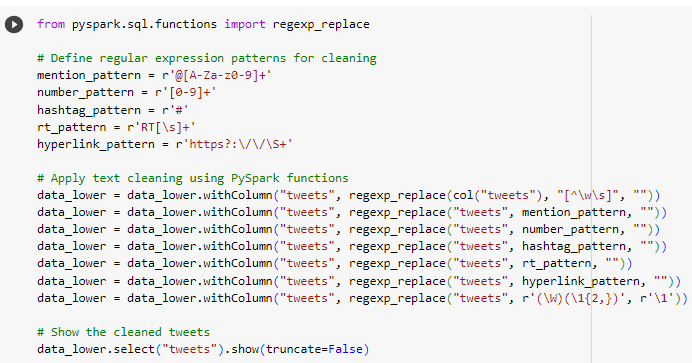 from pyspark.sql.functions import regexp_replace
# Define regular expression patterns for cleaning
mention_pattern = r'@[A-Za-z0-9]+'
number_pattern = r'[0-9]+'
hashtag_pattern = r'#'
rt_pattern = r'RT[\s]+'
hyperlink_pattern = r'https?:\/\/\S+'
# Apply text cleaning using PySpark functions
data_lower = data_lower.withColumn("tweets", regexp_replace(col("tweets"), "[^\w\s]", ""))
data_lower = data_lower.withColumn("tweets", regexp_replace("tweets", mention_pattern, ""))
data_lower = data_lower.withColumn("tweets", regexp_replace("tweets", number_pattern, ""))
data_lower = data_lower.withColumn("tweets", regexp_replace("tweets", hashtag_pattern, ""))
data_lower = data_lower.withColumn("tweets", regexp_replace("tweets", rt_pattern, ""))
data_lower = data_lower.withColumn("tweets", regexp_replace("tweets", hyperlink_pattern, ""))
data_lower = data_lower.withColumn("tweets", regexp_replace("tweets", r'(\W)(\1{2,})', r'\1'))
# Show the cleaned tweets
data_lower.select("tweets").show(truncate=False)